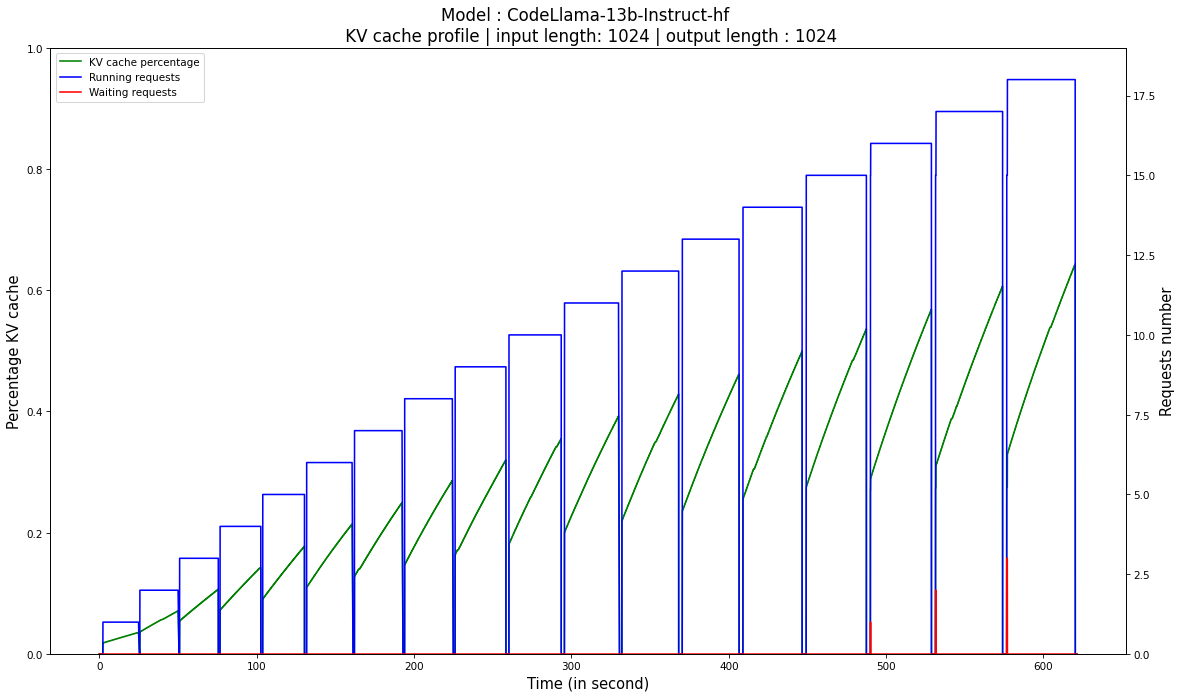 Model : CodeLlama-13b-Instruct-hf
KV cache profile | input length: 1024 | output length : 1024
KV cache percentage
Running requests
Waiting requests
Percentage KV cache
1.0
0.8
0.6
0.4
0.2
0.0
17.5
15.0
12.5
10.0
7.5
5.0
2.5
0.0
Requests number
0 100 200 300 400 500 600
Time (in second)